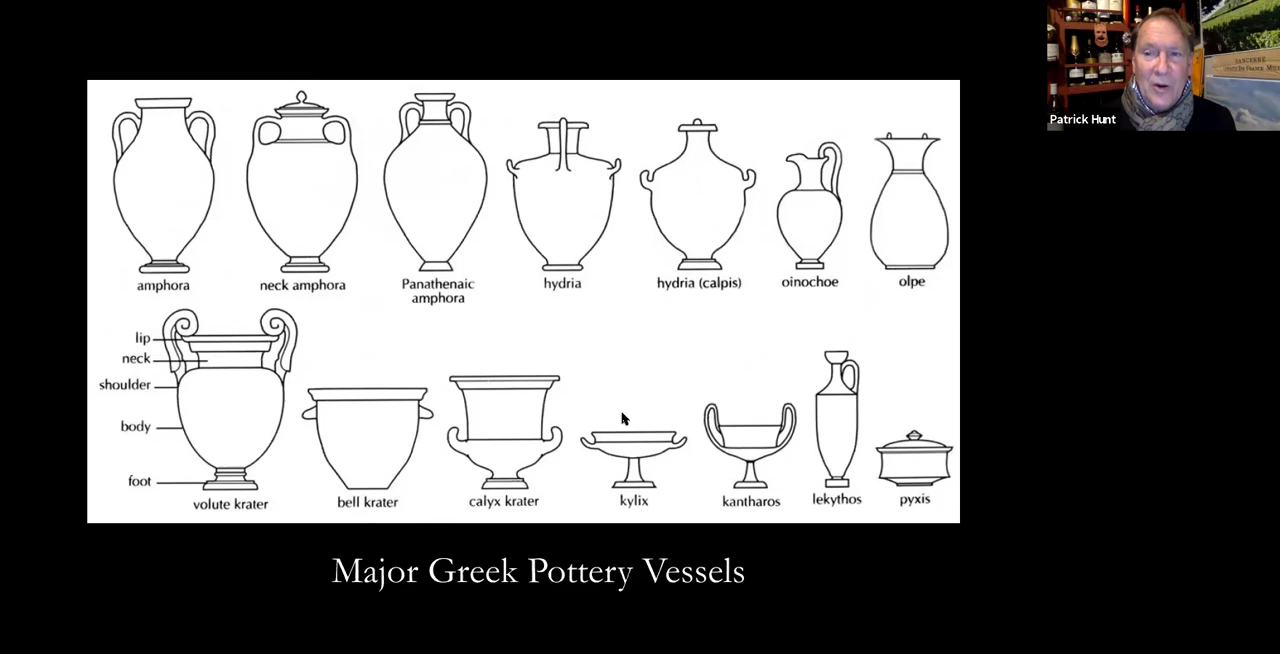 SANCERRE
Patrick Hunt
amphora
neck amphora
Panathenaic
amphora
hydria
hydria (calpis)
oinochoe
olpe
lip
neck
shoulder
body
foot
volute krater
bell krater
calyx krater
kylix
kantharos
lekythos
pyxis
Major Greek Pottery Vessels